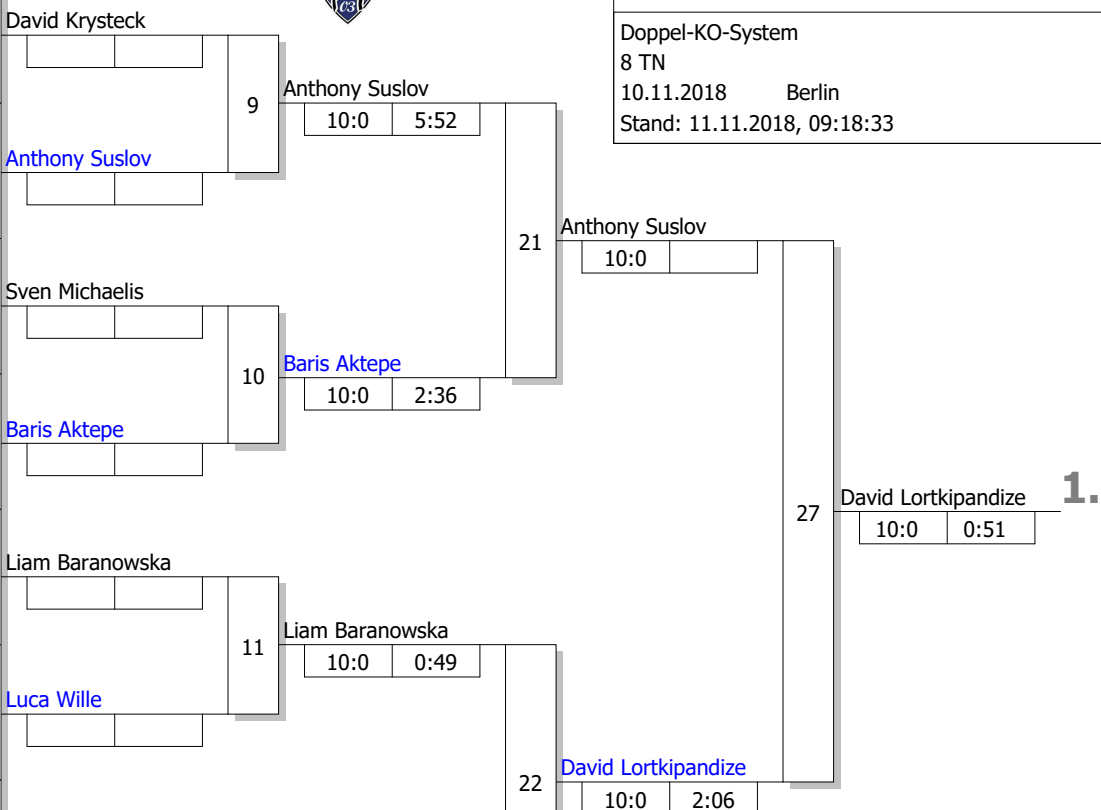 C3
Doppel-KO-System
8 TN
10.11.2018 Berlin
Stand: 11.11.2018, 09:18:33
David Krysteck
9
Anthony Suslov
10:0 5:52
Anthony Suslov
21
Anthony Suslov
10:0
Sven Michaelis
10
Baris Aktepe
10:0 2:36
Baris Aktepe
27
David Lortkipandize
1.
10:0 0:51
Liam Baranowska
11
Liam Baranowska
10:0 0:49
Luca Wille
22
David Lortkipandize
10:0 2:06